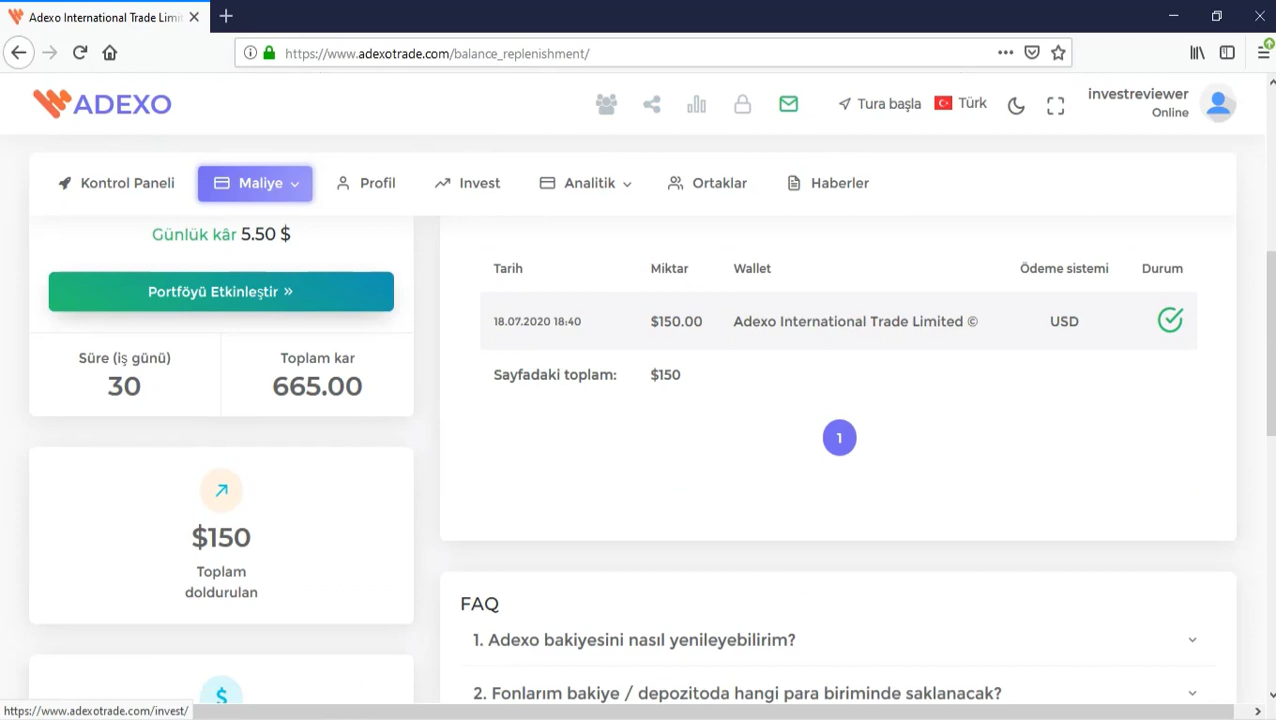 Adexo International Trade Limit
https://www.adexotrade.com/balance_replenishment/
ADEXO
Tura başla
Türk
investreviewer
Online
Kontrol Paneli
Maliye
Profil
Invest
Analitik
Ortaklar
Haberler
Günlük kâr 5.50 $
Portföyü Etkinleştir »
Süre (iş günü)
30
Toplam kar
665.00
$150
Toplam
doldurulan
$
Tarih Miktar Wallet Ödeme sistemi Durum
18.07.2020 18:40 $150.00 Adexo International Trade Limited © USD
Sayfadaki toplam: $150
1
FAQ
1. Adexo bakiyesini nasıl yenileyebilirim?
2. Fonlarım bakiye / depozitoda hangi para biriminde saklanacak?
https://www.adexotrade.com/invest/